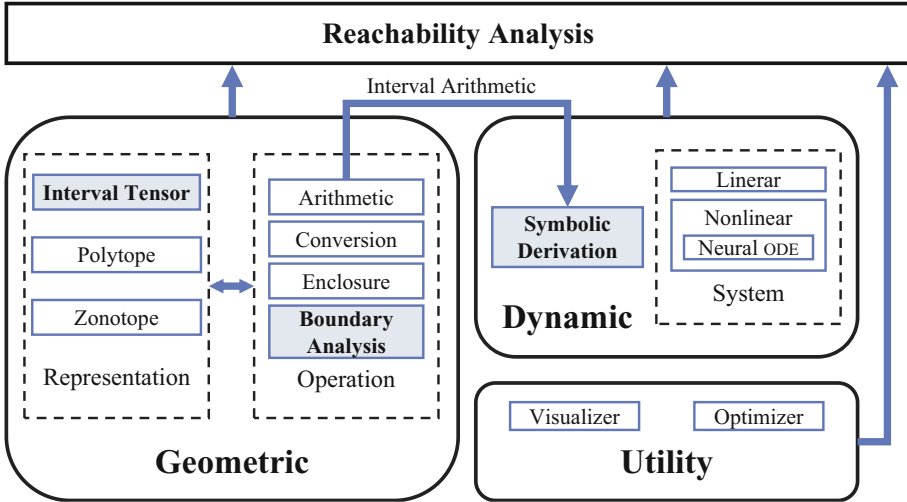 Reachability Analysis
Interval Arithmetic
Interval Tensor
Polytope
Zonotope
Representation
Arithmetic
Conversion
Enclosure
Boundary
Analysis
Operation
Geometric
Symbolic
Derivation
Linerar
Nonlinear
Neural ODE
System
Dynamic
Visualizer
Optimizer
Utility